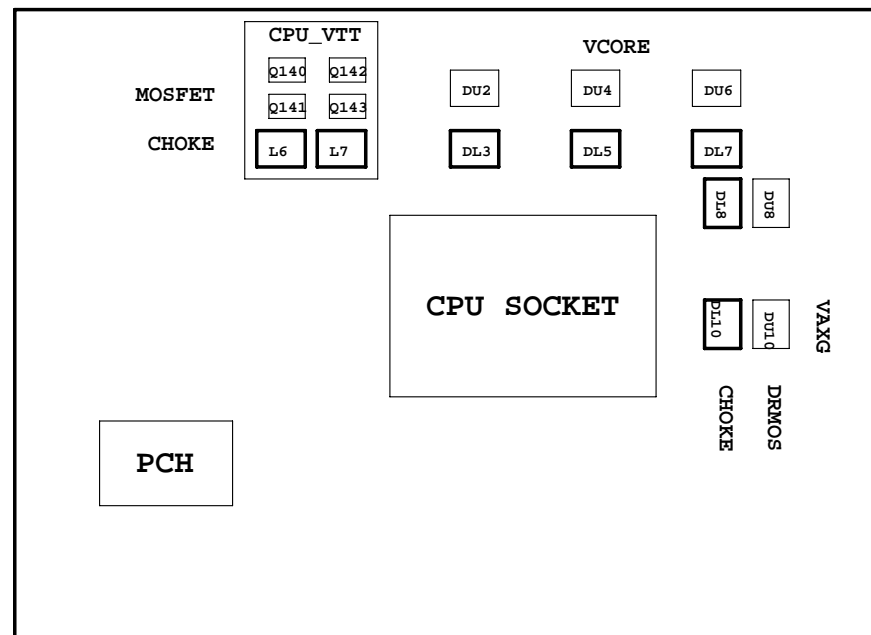 CPU_VTT
VCORE
Q140 Q142
DU2 DU4 DU6
MOSFET
Q141 Q143
CHOKE
L6 L7
DL3 DL5 DL7
DL8 DU8
CPU SOCKET
DL10 DU10
VAXG
CHOKE
DRMOS
PCH